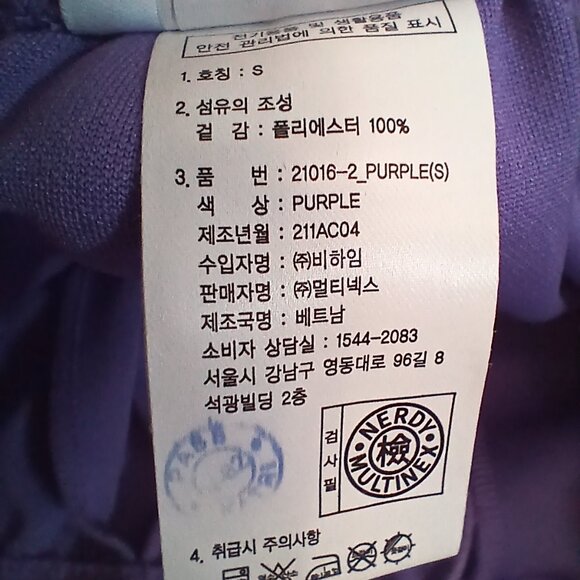 전기용품 및 생활용품
안전 관리법에 의한 품질 표시
1. 호칭 : S
2. 섬유의 조성
겉 감 : 폴리에스터 100%
3. 품 번 : 21016-2_PURPLE(S)
색 상 : PURPLE
제조년월 : 211AC04
수입자명 : ㈜비하임
판매자명 : ㈜멀티넥스
제조국명 : 베트남
소비자 상담실 : 1544-2083
서울시 강남구 영동대로 96길 8
석광빌딩 2층
검사필
NERDY
檢
MULTINEX
4. 취급시 주의사항